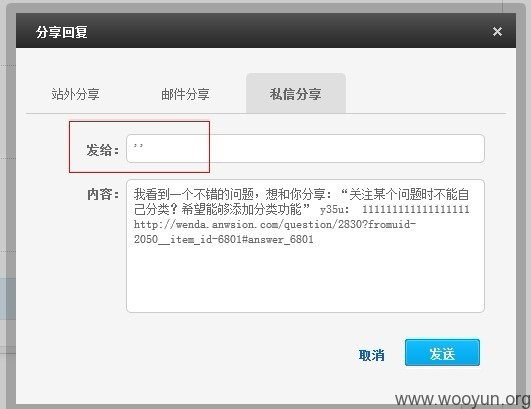 分享回复
×
站外分享 邮件分享 私信分享
发给： ''
内容： 我看到一个不错的问题，想和你分享：“关注某个问题时不能自
己分类？希望能够添加分类功能” y35u： 111111111111111111
http://wenda.anwsion.com/question/2830?fromuid-
2050__item_id-6801#answer_6801
取消 发送
www.wooyun.org